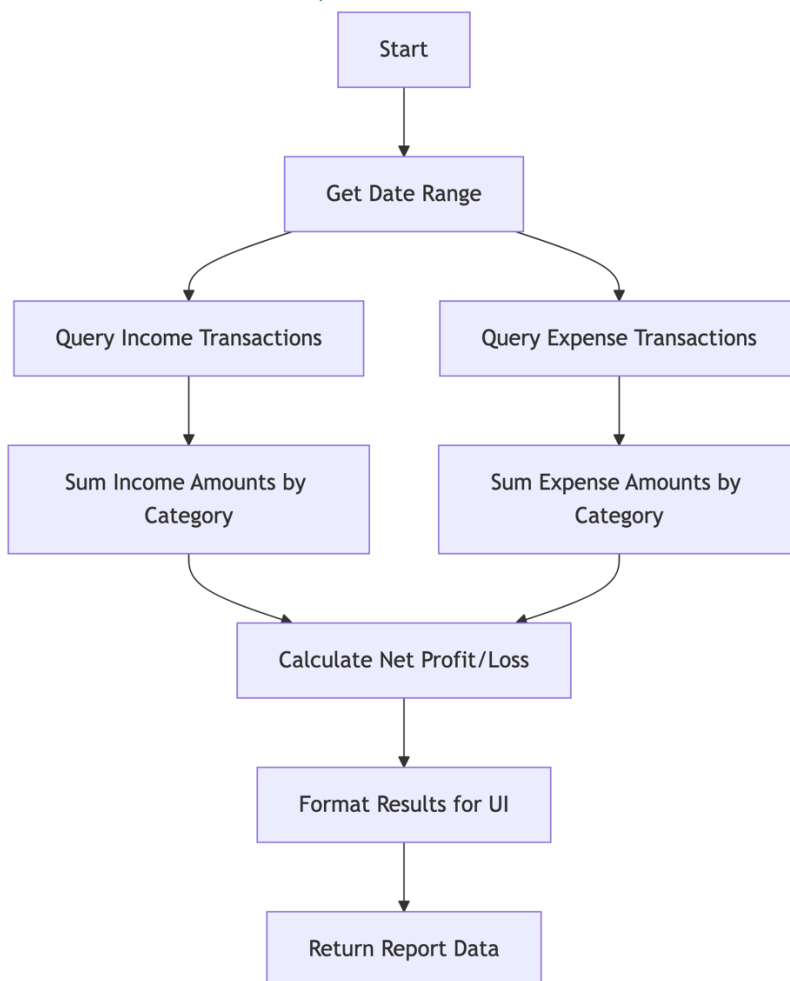 Start
Get Date Range
Query Income Transactions
Query Expense Transactions
Sum Income Amounts by
Category
Sum Expense Amounts by
Category
Calculate Net Profit/Loss
Format Results for UI
Return Report Data